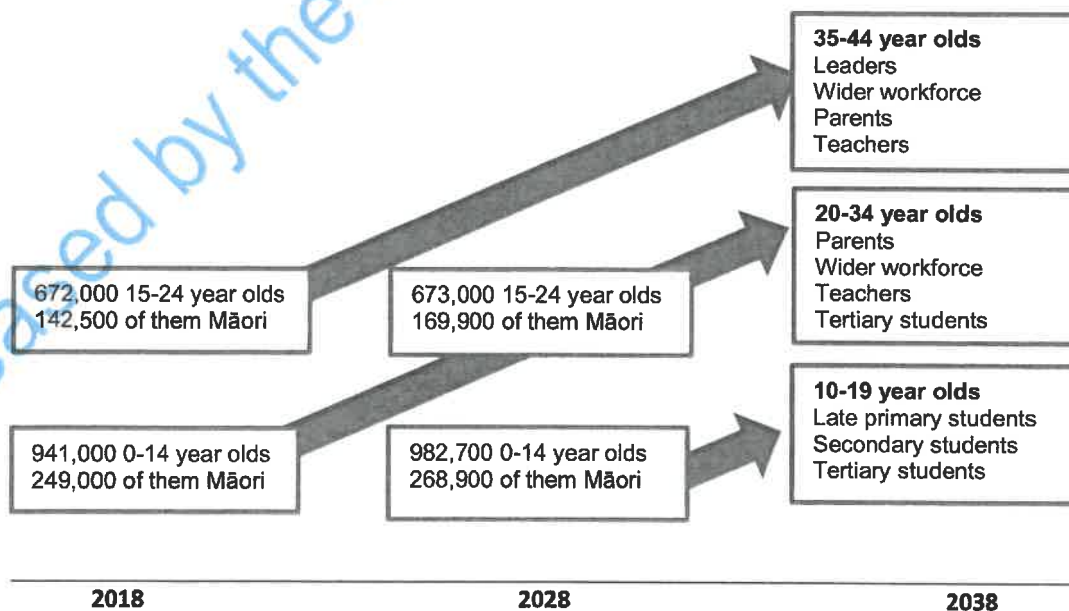 ased by the
35-44 year olds
Leaders
Wider workforce
Parents
Teachers
20-34 year olds
Parents
Wider workforce
Teachers
Tertiary students
672,000 15-24 year olds
142,500 of them Māori
673,000 15-24 year olds
169,900 of them Māori
10-19 year olds
Late primary students
Secondary students
Tertiary students
941,000 0-14 year olds
249,000 of them Māori
982,700 0-14 year olds
268,900 of them Māori
2018
2028
2038